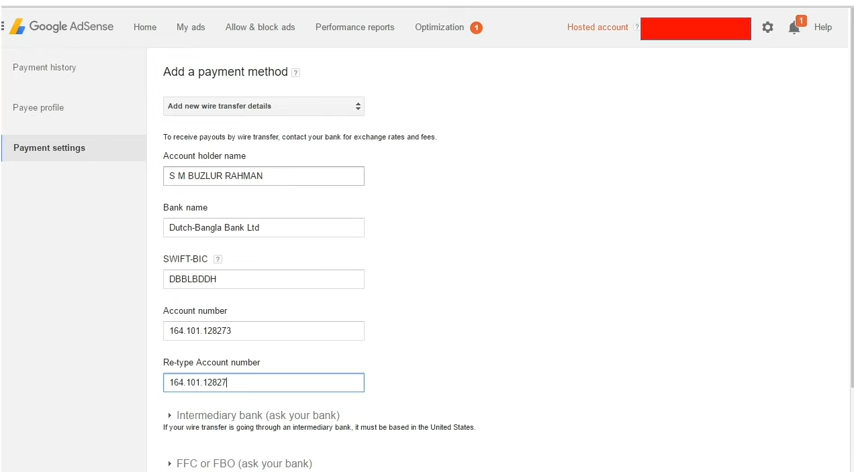 Google AdSense Home My ads Allow & block ads Performance reports Optimization 1 Hosted account ? 1 Help
Payment history
Payee profile
Payment settings
Add a payment method ?
Add new wire transfer details
To receive payouts by wire transfer, contact your bank for exchange rates and fees.
Account holder name
S M BUZLUR RAHMAN
Bank name
Dutch-Bangla Bank Ltd
SWIFT-BIC ?
DBBLBDDH
Account number
164.101.128273
Re-type Account number
164.101.12827
Intermediary bank (ask your bank)
If your wire transfer is going through an intermediary bank, it must be based in the United States.
FFC or FBO (ask your bank)